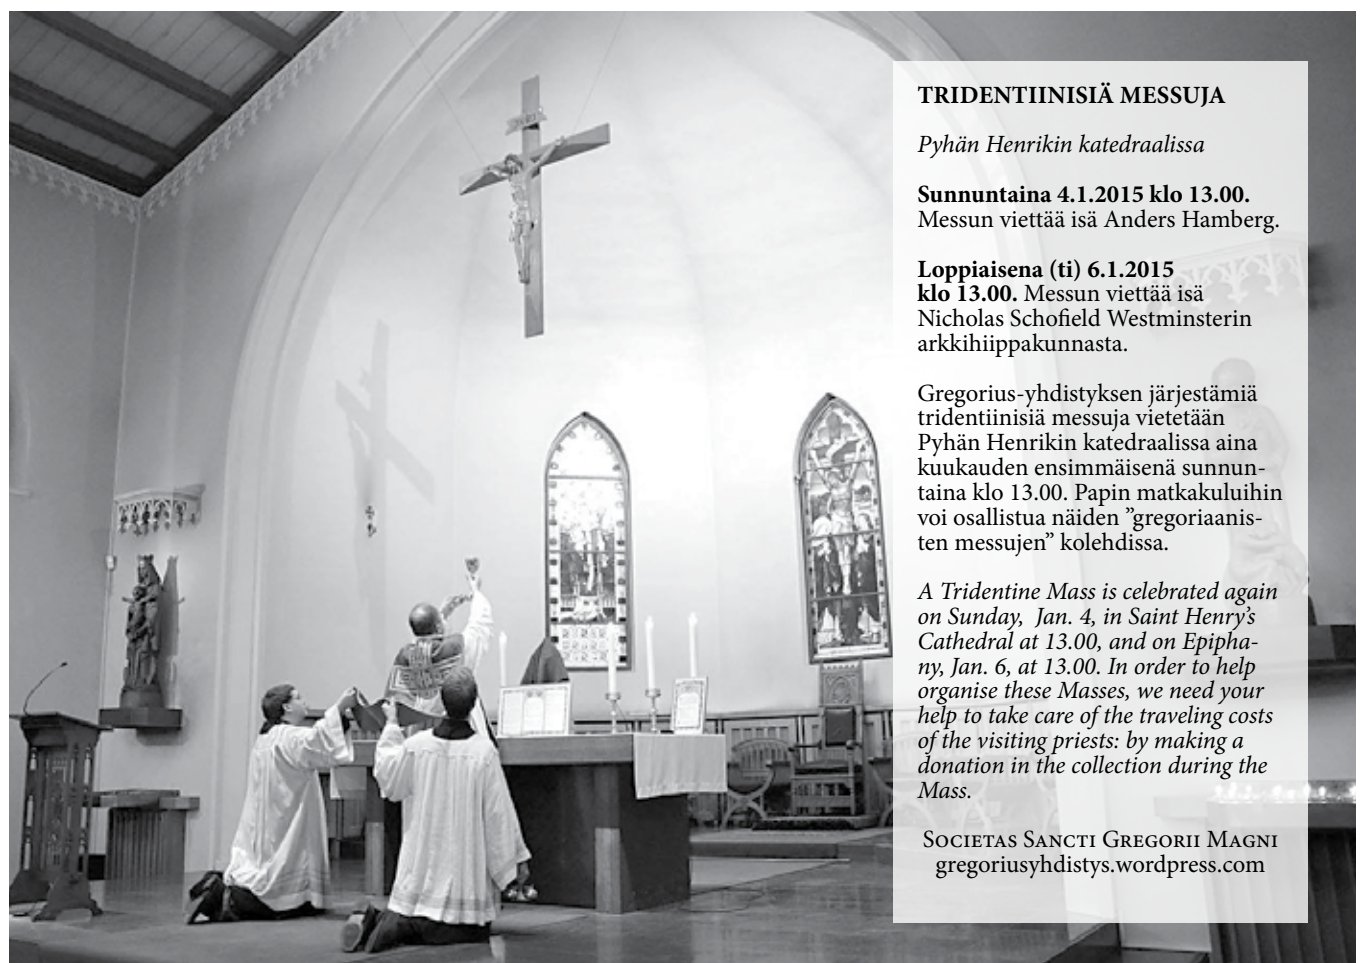 TRIDENTIINISIÄ MESSUJA
Pyhän Henrikin katedraalissa
Sunnuntaina 4.1.2015 klo 13.00.
Messun viettää isä Anders Hamberg.
Loppiaisena (ti) 6.1.2015
klo 13.00. Messun viettää isä
Nicholas Schofield Westminsterin
arkkihiippakunnasta.
Gregorius-yhdistyksen järjestämiä
tridentiinisiä messuja vietetään
Pyhän Henrikin katedraalissa aina
kuukauden ensimmäisenä sunnun-
taina klo 13.00. Papin matkakuluihin
voi osallistua näiden ”gregoriaanis-
ten messujen” kolehdissa.
A Tridentine Mass is celebrated again
on Sunday, Jan. 4, in Saint Henry’s
Cathedral at 13.00, and on Epipha-
ny, Jan. 6, at 13.00. In order to help
organise these Masses, we need your
help to take care of the traveling costs
of the visiting priests: by making a
donation in the collection during the
Mass.
Societas Sancti Gregorii Magni
gregoriusyhdistys.wordpress.com